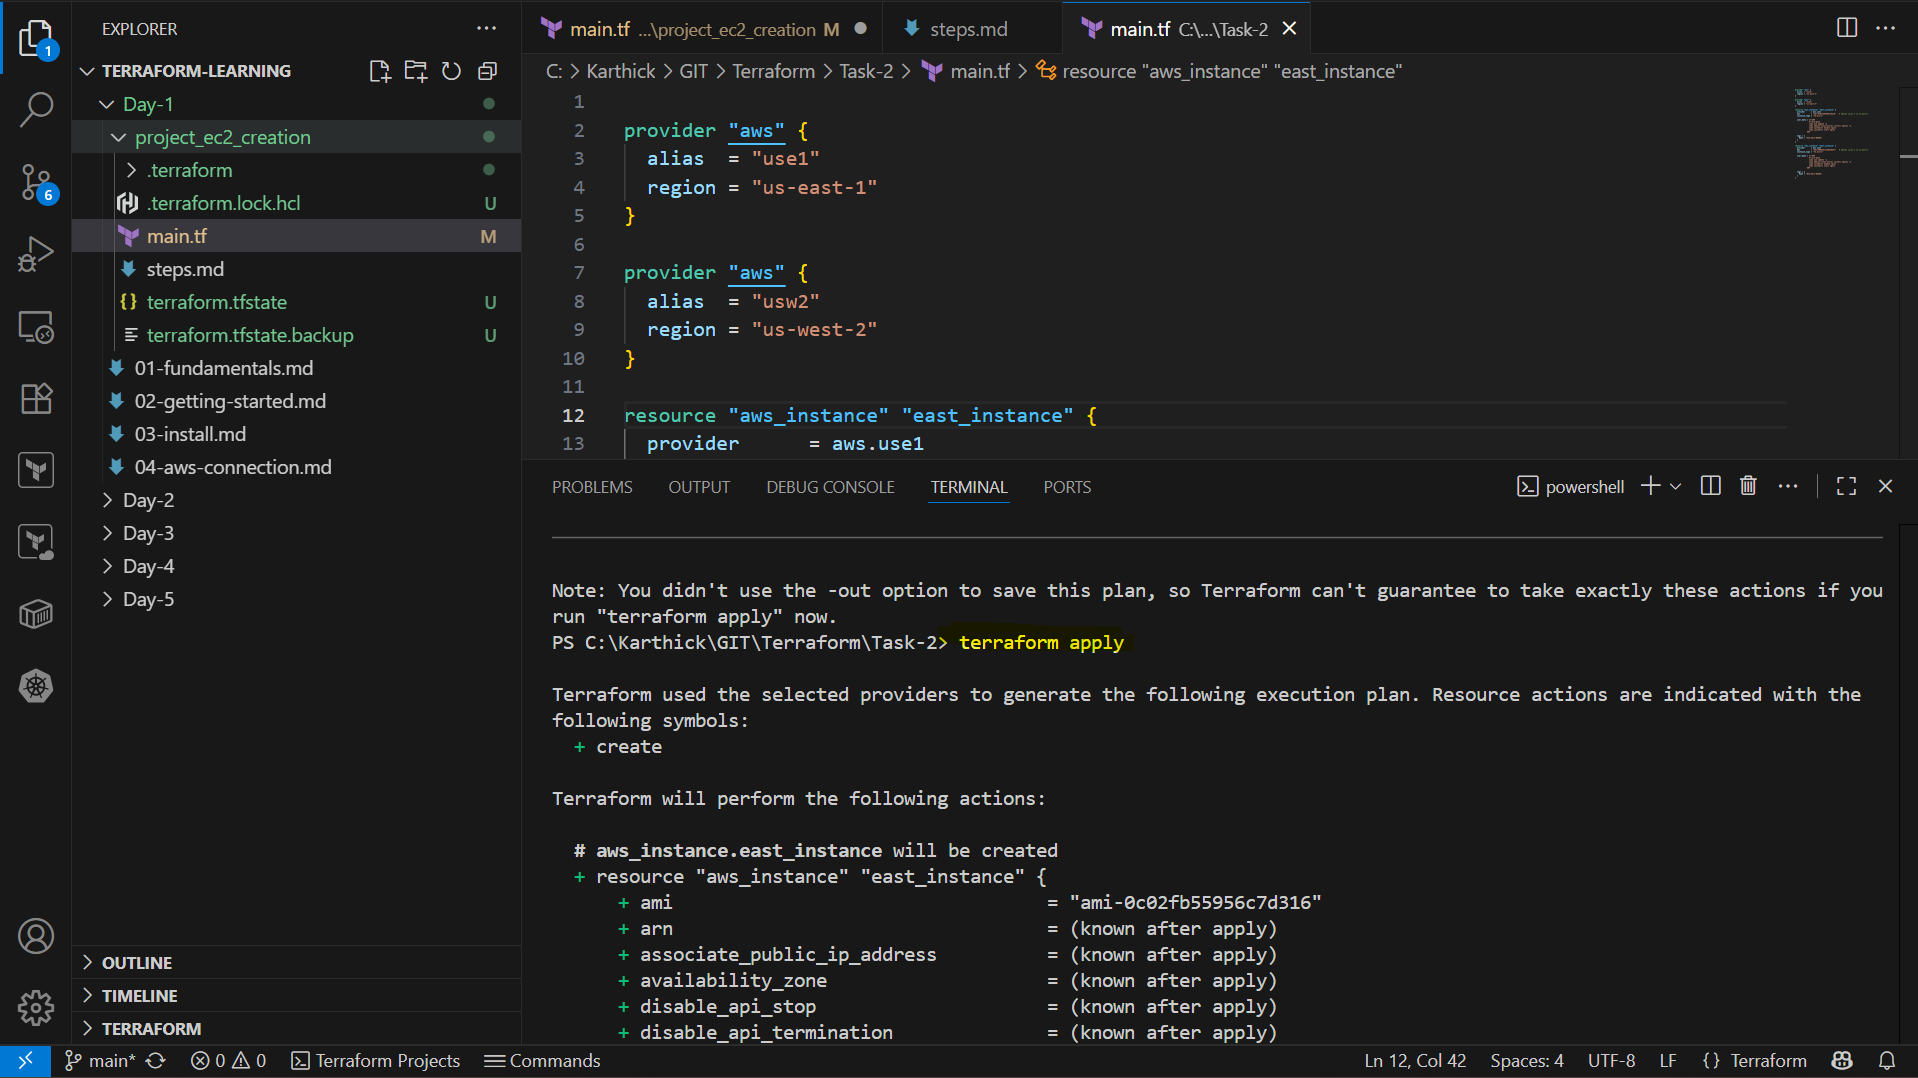 EXPLORER
1
TERRAFORM-LEARNING
Day-1
project_ec2_creation
.terraform
.terraform.lock.hcl U
main.tf M
steps.md
terraform.tfstate U
terraform.tfstate.backup U
01-fundamentals.md
02-getting-started.md
03-install.md
04-aws-connection.md
Day-2
Day-3
Day-4
Day-5
6
OUTLINE
TIMELINE
TERRAFORM
main.tf ...\project_ec2_creation M
steps.md
main.tf C:\...\Task-2
C: > Karthick > GIT > Terraform > Task-2 > main.tf > resource "aws_instance" "east_instance"
1
2 provider "aws" {
3 alias = "use1"
4 region = "us-east-1"
5 }
6
7 provider "aws" {
8 alias = "usw2"
9 region = "us-west-2"
10 }
11
12 resource "aws_instance" "east_instance" {
13 provider = aws.use1
PROBLEMS OUTPUT DEBUG CONSOLE TERMINAL PORTS
powershell
Note: You didn't use the -out option to save this plan, so Terraform can't guarantee to take exactly these actions if you
run "terraform apply" now.
PS C:\Karthick\GIT\Terraform\Task-2> terraform apply
Terraform used the selected providers to generate the following execution plan. Resource actions are indicated with the
following symbols:
+ create
Terraform will perform the following actions:
# aws_instance.east_instance will be created
+ resource "aws_instance" "east_instance" {
+ ami = "ami-0c02fb55956c7d316"
+ arn = (known after apply)
+ associate_public_ip_address = (known after apply)
+ availability_zone = (known after apply)
+ disable_api_stop = (known after apply)
+ disable_api_termination = (known after apply)
main* 0 0 Terraform Projects Commands
Ln 12, Col 42 Spaces: 4 UTF-8 LF {} Terraform